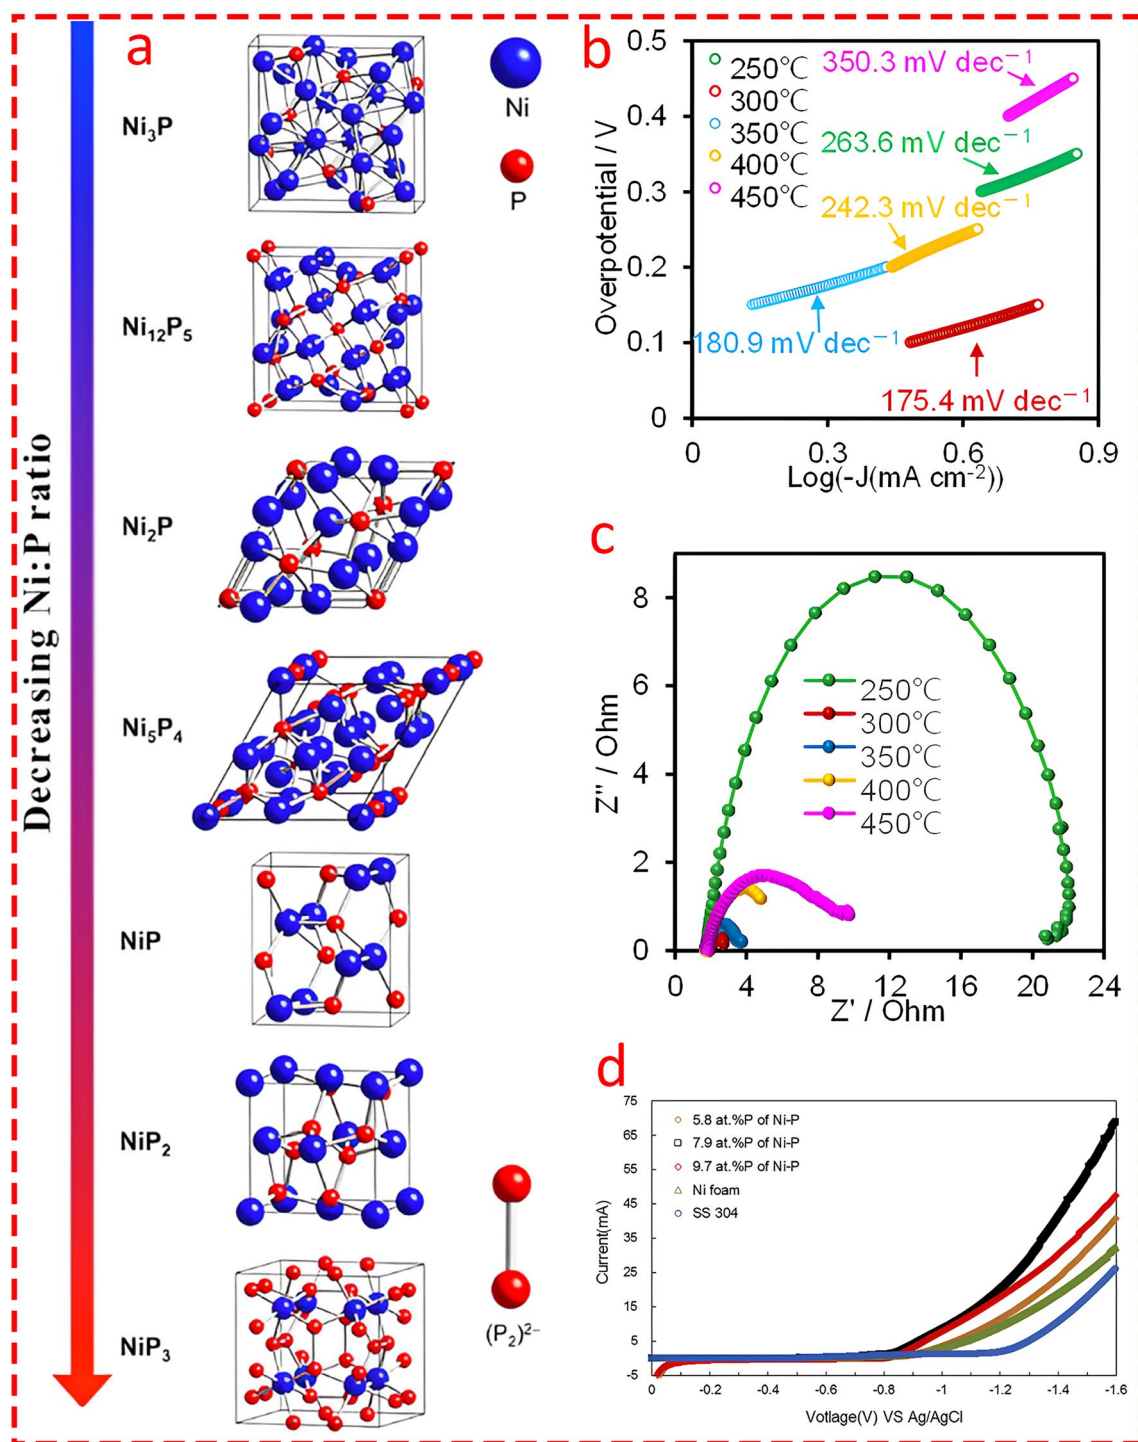 a
Ni
P
Ni₃P
Ni₁₂P₅
Ni₂P
Ni₅P₄
NiP
NiP₂
NiP₃
(P₂)²⁻
Decreasing Ni:P ratio
b
250℃
300℃
350℃
400℃
450℃
350.3 mV dec⁻¹
263.6 mV dec⁻¹
242.3 mV dec⁻¹
180.9 mV dec⁻¹
175.4 mV dec⁻¹
Overpotential / V
0.5
0.4
0.3
0.2
0.1
0
0 0.3 0.6 0.9
Log(-J(mA cm⁻²))
c
250℃
300℃
350℃
400℃
450℃
Z'' / Ohm
8
6
4
2
0
0 4 8 12 16 20 24
Z' / Ohm
d
5.8 at.%P of Ni-P
7.9 at.%P of Ni-P
9.7 at.%P of Ni-P
Ni foam
SS 304
Current(mA)
75
65
55
45
35
25
15
5
-5
0 -0.2 -0.4 -0.6 -0.8 -1 -1.2 -1.4 -1.6
Votlage(V) VS Ag/AgCl